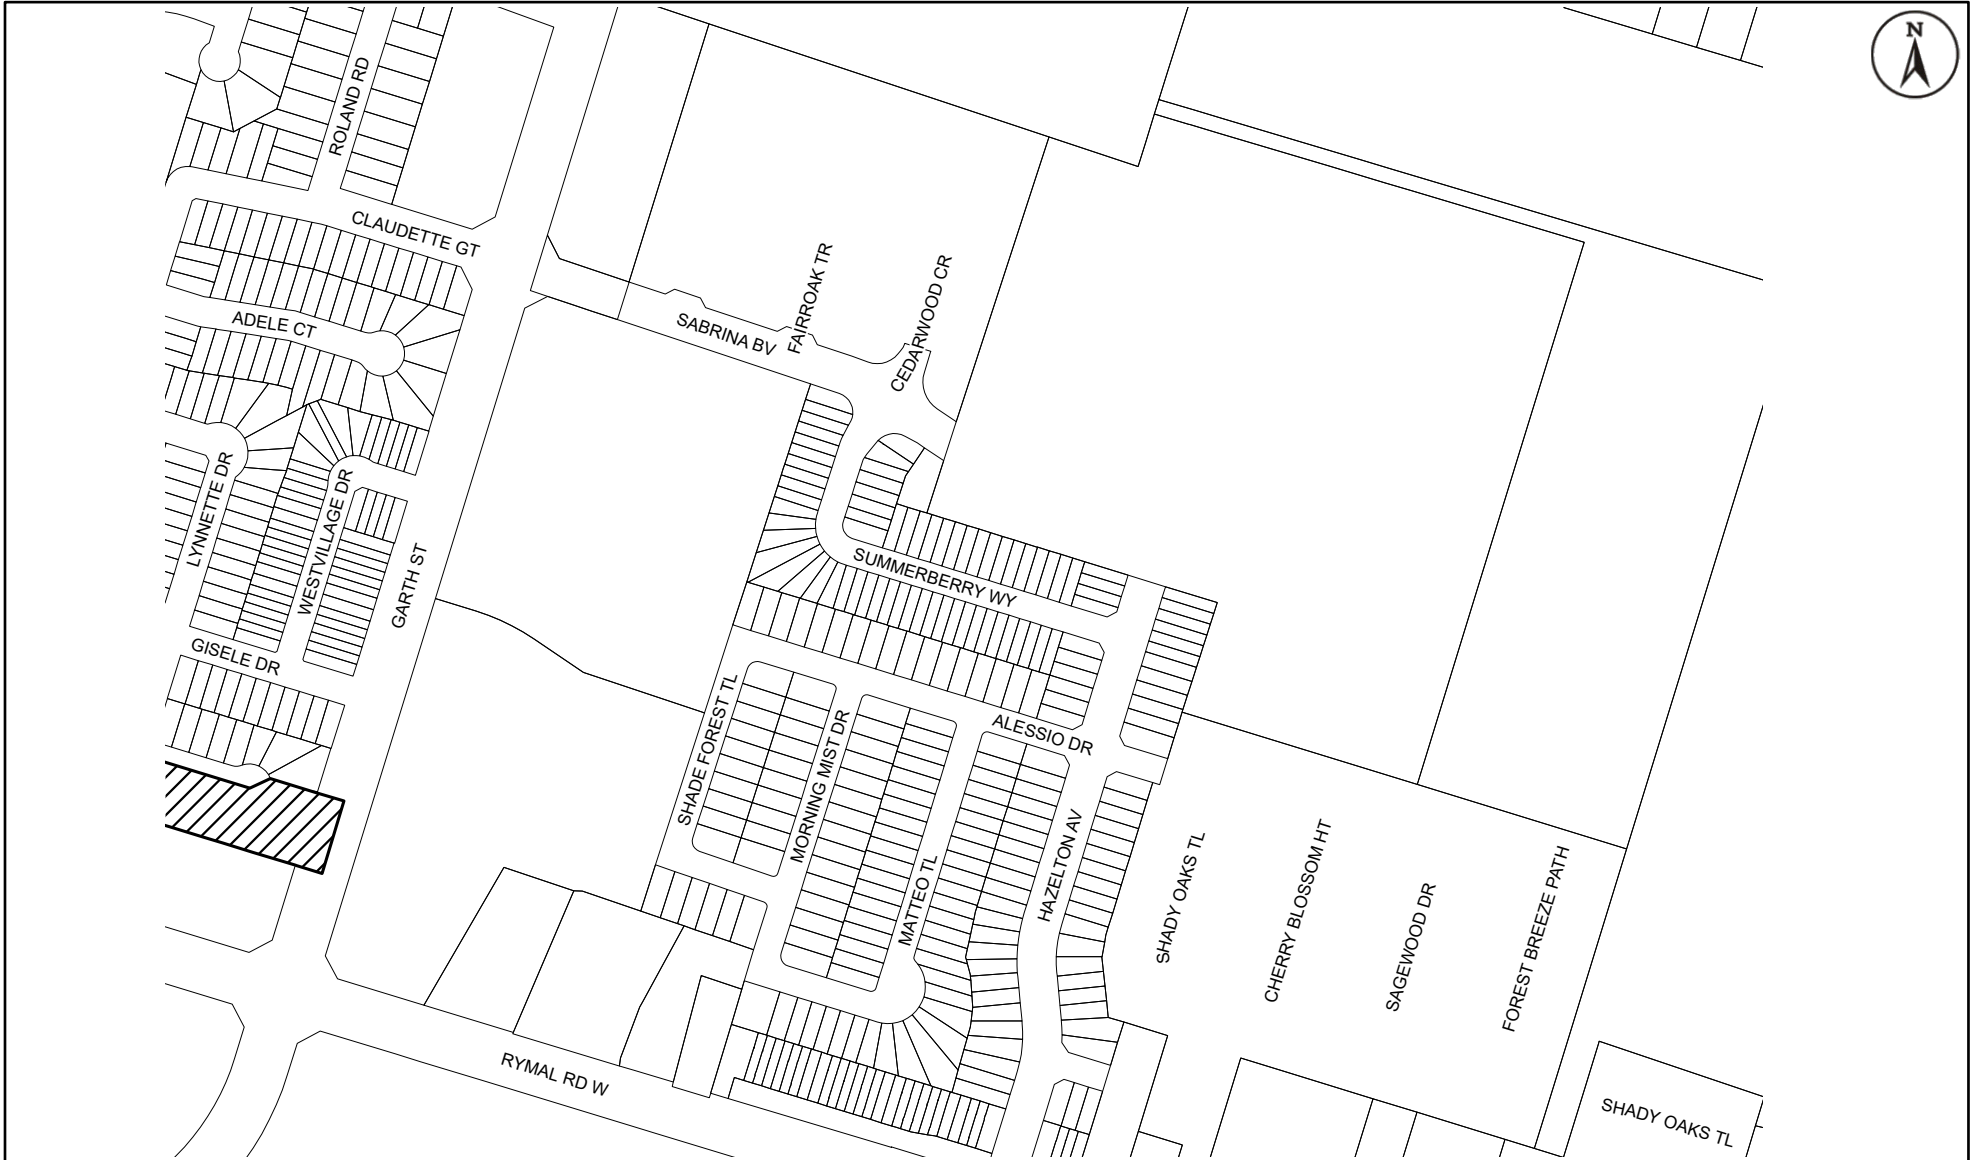 N
ROLAND RD
CLAUDETTE GT
FAIRROAK TR
CEDARWOOD CR
ADELE CT
SABRINA BV
LYNNETTE DR
WESTVILLAGE DR
GARTH ST
SUMMERBERRY WY
GISELE DR
SHADE FOREST TL
MORNING MIST DR
ALESSIO DR
HAZELTON AV
MATTEO TL
SHADY OAKS TL
CHERRY BLOSSOM HT
SAGEWOOD DR
FOREST BREEZE PATH
RYMAL RD W
SHADY OAKS TL